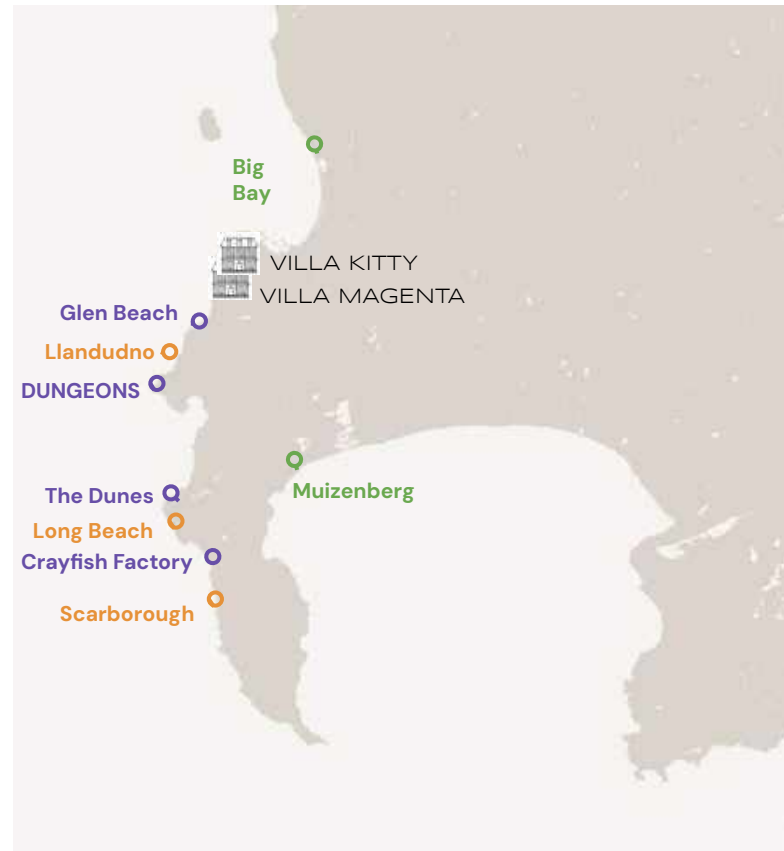 Big
Bay
VILLA KITTY
VILLA MAGENTA
Glen Beach
Llandudno
DUNGEONS
The Dunes
Muizenberg
Long Beach
Crayfish Factory
Scarborough